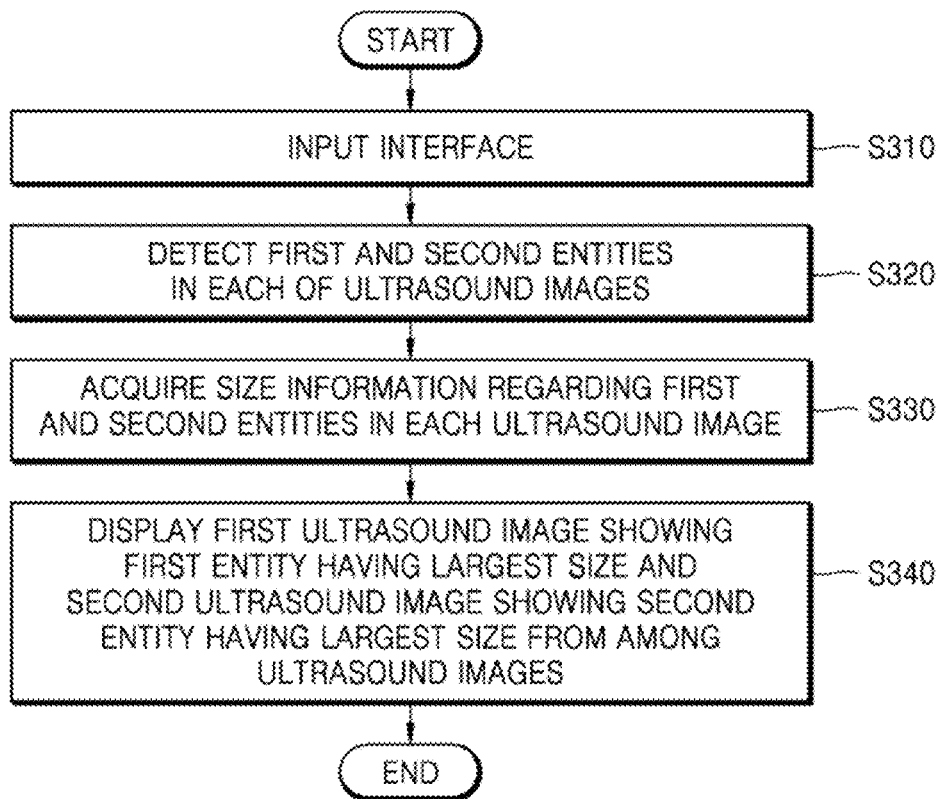 START
INPUT INTERFACE
S310
DETECT FIRST AND SECOND ENTITIES
IN EACH OF ULTRASOUND IMAGES
S320
ACQUIRE SIZE INFORMATION REGARDING FIRST
AND SECOND ENTITIES IN EACH ULTRASOUND IMAGE
S330
DISPLAY FIRST ULTRASOUND IMAGE SHOWING
FIRST ENTITY HAVING LARGEST SIZE AND
SECOND ULTRASOUND IMAGE SHOWING SECOND
ENTITY HAVING LARGEST SIZE FROM AMONG
ULTRASOUND IMAGES
S340
END